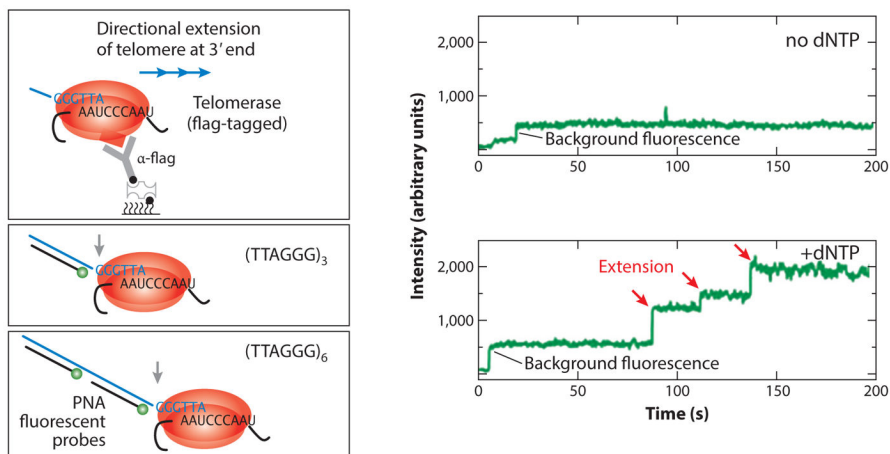 Directional extension
of telomere at 3′ end
GGGTTA
AAUCCCAAU
Telomerase
(flag-tagged)
α-flag
(TTAGGG)3
GGGTTA
AAUCCCAAU
(TTAGGG)6
PNA
fluorescent
probes
GGGTTA
AAUCCCAAU
Intensity (arbitrary units)
no dNTP
2,000
1,000
Background fluorescence
0
50
100
150
200
+dNTP
2,000
1,000
Extension
Background fluorescence
0
50
100
150
200
Time (s)